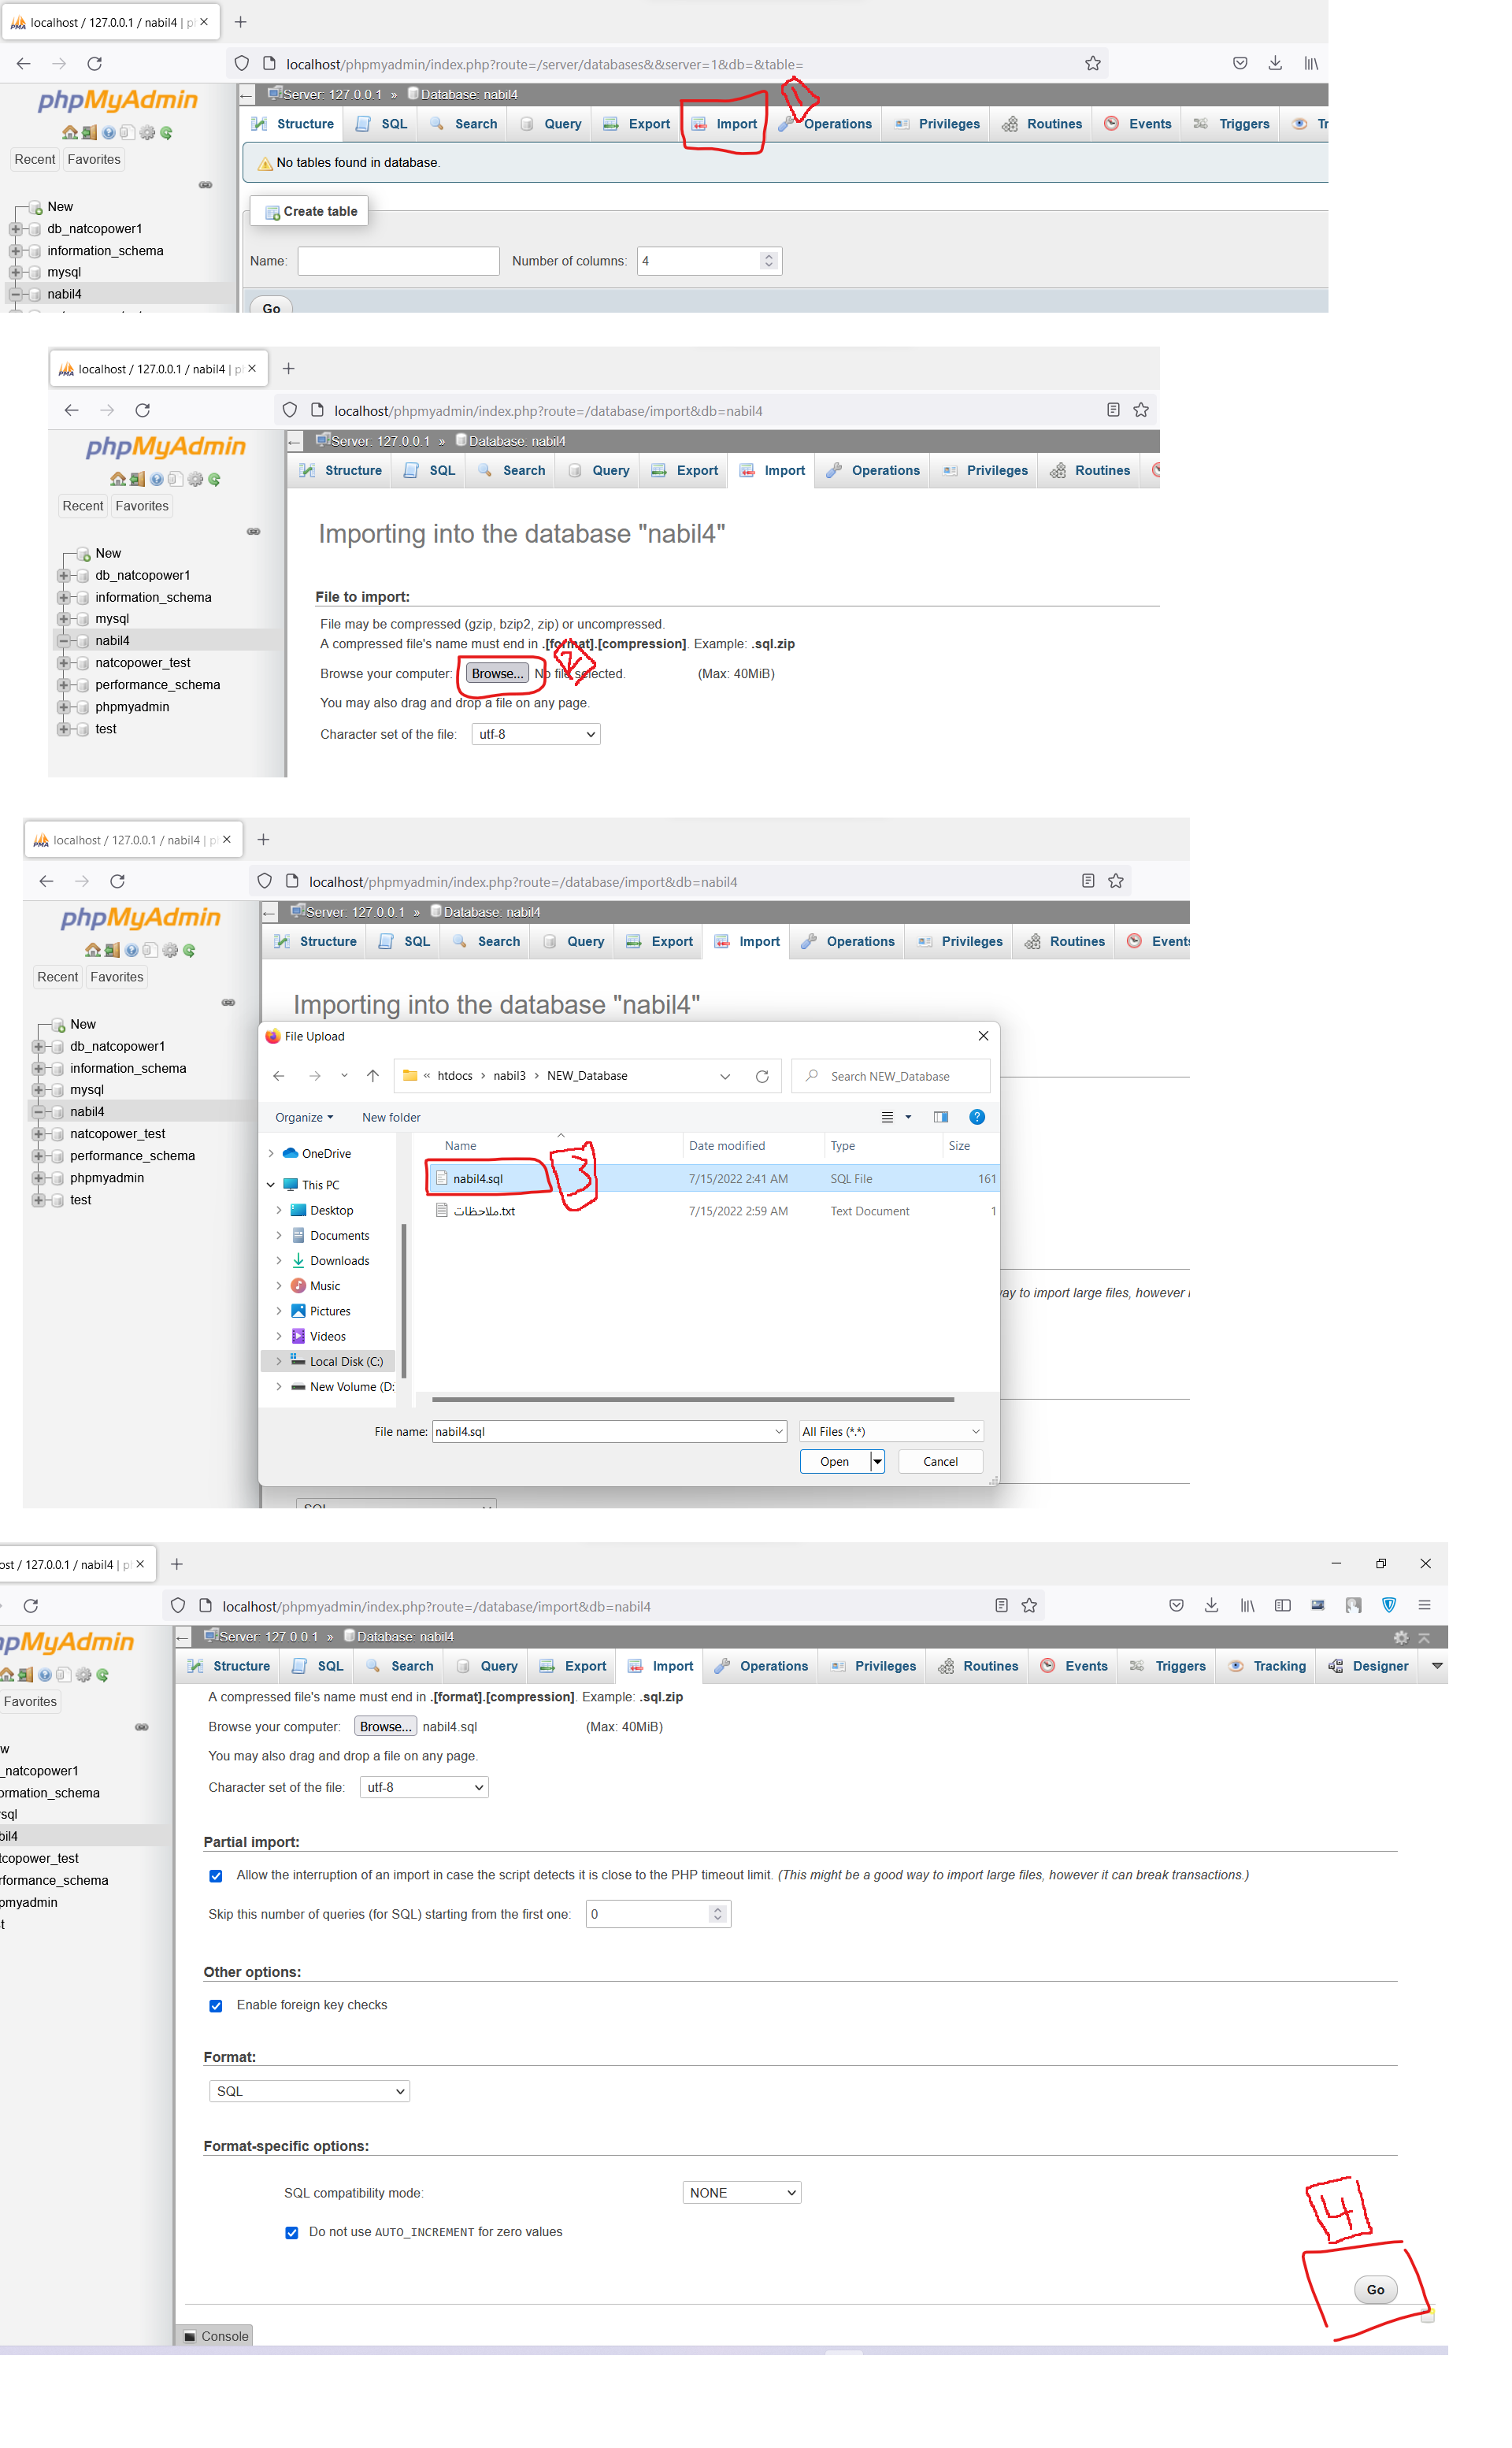 localhost / 127.0.0.1 / nabil4 | p
localhost/phpmyadmin/index.php?route=/server/databases&&server=1&db=&table=
phpMyAdmin
Server: 127.0.0.1 » Database: nabil4
1
Structure SQL Search Query Export Import Operations Privileges Routines Events Triggers Tr
Recent Favorites
No tables found in database.
New
db_natcopower1
information_schema
mysql
nabil4
Create table
Name: Number of columns: 4
Go
localhost / 127.0.0.1 / nabil4 | p
localhost/phpmyadmin/index.php?route=/database/import&db=nabil4
phpMyAdmin
Server: 127.0.0.1 » Database: nabil4
Structure SQL Search Query Export Import Operations Privileges Routines
Recent Favorites
New
db_natcopower1
information_schema
mysql
nabil4
natcopower_test
performance_schema
phpmyadmin
test
Importing into the database "nabil4"
File to import:
File may be compressed (gzip, bzip2, zip) or uncompressed.
A compressed file's name must end in .[format].[compression]. Example: .sql.zip
2
Browse your computer: Browse... No file selected. (Max: 40MiB)
You may also drag and drop a file on any page.
Character set of the file: utf-8
localhost / 127.0.0.1 / nabil4 | p
localhost/phpmyadmin/index.php?route=/database/import&db=nabil4
phpMyAdmin
Server: 127.0.0.1 » Database: nabil4
Structure SQL Search Query Export Import Operations Privileges Routines Events
Recent Favorites
New
db_natcopower1
information_schema
mysql
nabil4
natcopower_test
performance_schema
phpmyadmin
test
Importing into the database "nabil4"
File Upload
« htdocs > nabil3 > NEW_Database Search NEW_Database
Organize New folder
Name Date modified Type Size
nabil4.sql 7/15/2022 2:41 AM SQL File 161
3
ملاحظات.txt 7/15/2022 2:59 AM Text Document 1
OneDrive
This PC
Desktop
Documents
Downloads
Music
Pictures
Videos
Local Disk (C:)
New Volume (D:
ay to import large files, however i
File name: nabil4.sql All Files (*.*)
Open Cancel
SQL
ost / 127.0.0.1 / nabil4 | p
localhost/phpmyadmin/index.php?route=/database/import&db=nabil4
pMyAdmin
Server: 127.0.0.1 » Database: nabil4
Structure SQL Search Query Export Import Operations Privileges Routines Events Triggers Tracking Designer
Favorites
w
_natcopower1
ormation_schema
sql
bil4
tcopower_test
rformance_schema
pmyadmin
t
A compressed file's name must end in .[format].[compression]. Example: .sql.zip
Browse your computer: Browse... nabil4.sql (Max: 40MiB)
You may also drag and drop a file on any page.
Character set of the file: utf-8
Partial import:
Allow the interruption of an import in case the script detects it is close to the PHP timeout limit. (This might be a good way to import large files, however it can break transactions.)
Skip this number of queries (for SQL) starting from the first one: 0
Other options:
Enable foreign key checks
Format:
SQL
Format-specific options:
SQL compatibility mode: NONE
Do not use AUTO_INCREMENT for zero values
4
Go
Console